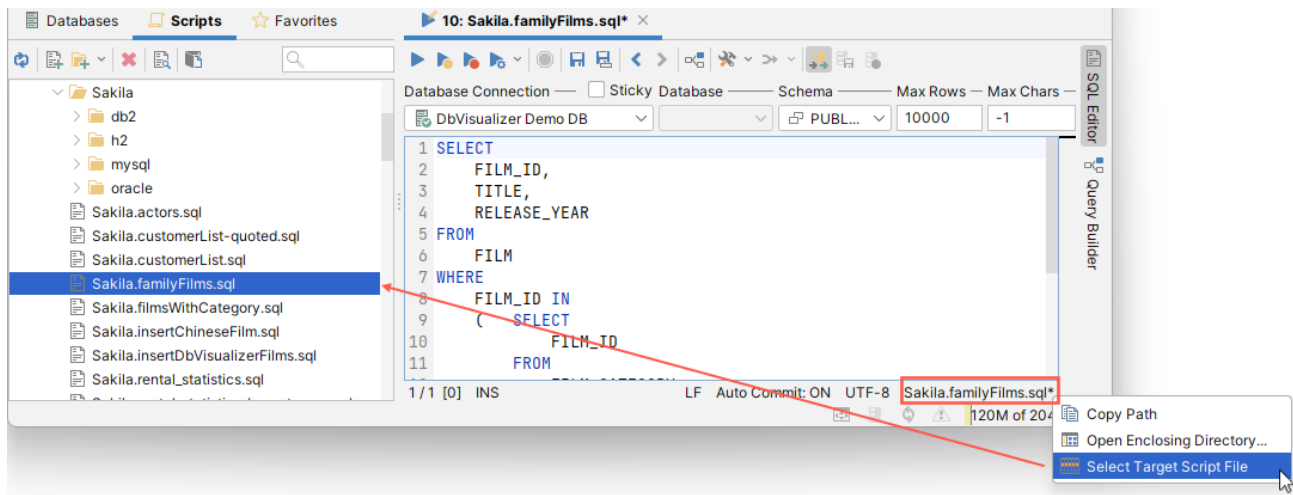 Databases Scripts Favorites
10: Sakila.familyFilms.sql*
Sakila
db2
h2
mysql
oracle
Sakila.actors.sql
Sakila.customerList-quoted.sql
Sakila.customerList.sql
Sakila.familyFilms.sql
Sakila.filmsWithCategory.sql
Sakila.insertChineseFilm.sql
Sakila.insertDbVisualizerFilms.sql
Sakila.rental_statistics.sql
Database Connection Sticky Database Schema Max Rows Max Chars
DbVisualizer Demo DB PUBL... 10000 -1
1 SELECT
2 FILM_ID,
3 TITLE,
4 RELEASE_YEAR
5 FROM
6 FILM
7 WHERE
8 FILM_ID IN
9 ( SELECT
10 FILM_ID
11 FROM
1/1 [0] INS LF Auto Commit: ON UTF-8 Sakila.familyFilms.sql*
120M of 204
SQL Editor
Query Builder
Copy Path
Open Enclosing Directory...
Select Target Script File